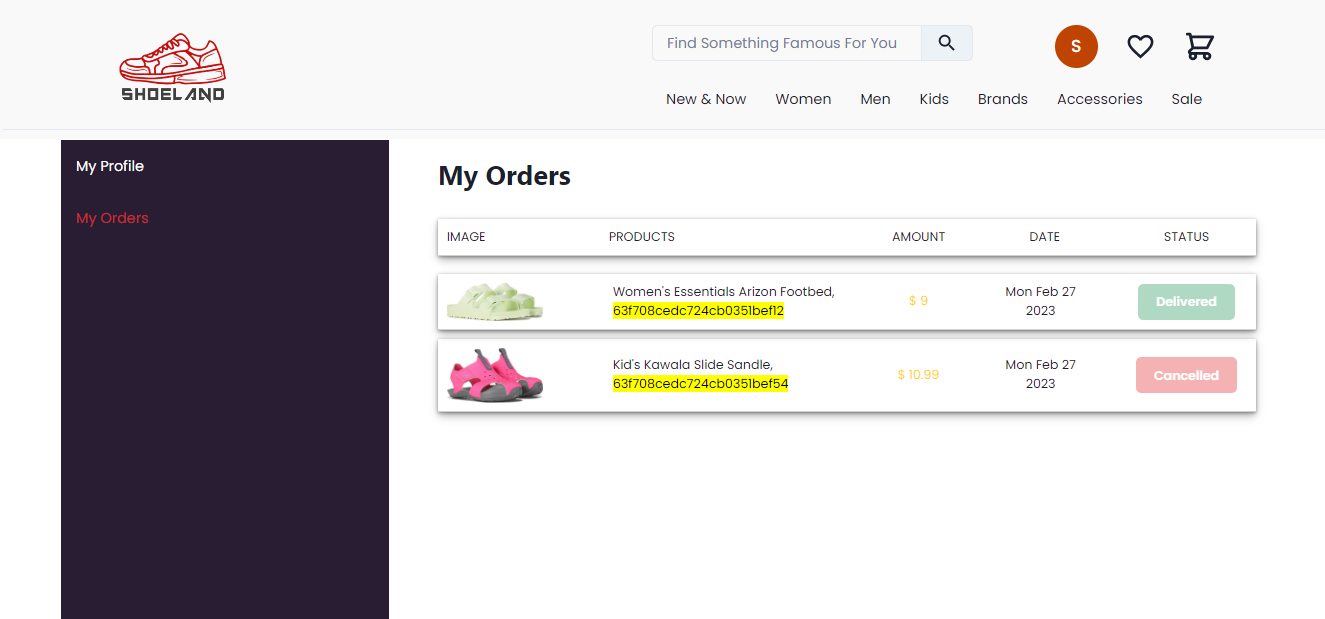 SHOELAND
Find Something Famous For You
S
New & Now Women Men Kids Brands Accessories Sale
My Profile
My Orders
My Orders
IMAGE PRODUCTS AMOUNT DATE STATUS
Women's Essentials Arizon Footbed,
63f708cedc724cb0351bef12
$ 9
Mon Feb 27
2023
Delivered
Kid's Kawala Slide Sandle,
63f708cedc724cb0351bef54
$ 10.99
Mon Feb 27
2023
Cancelled